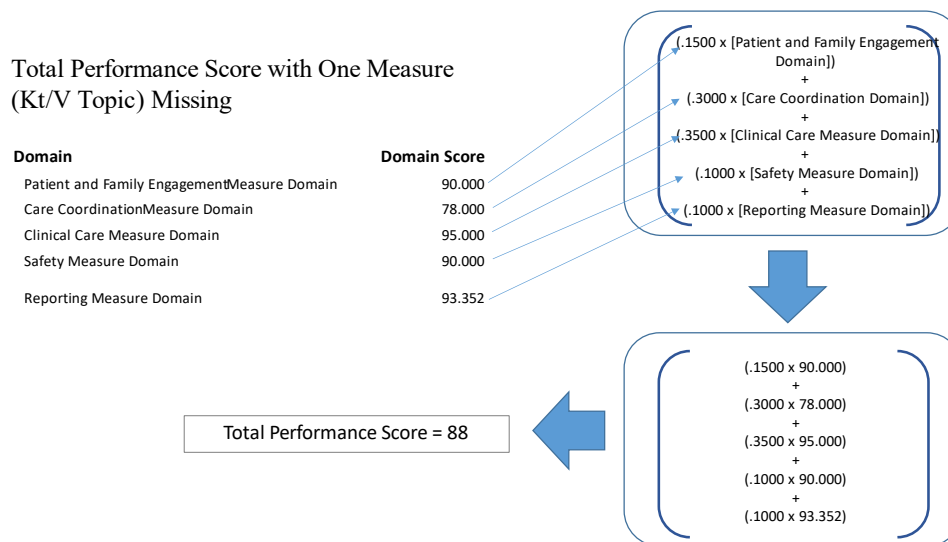 Total Performance Score with One Measure
(Kt/V Topic) Missing
Domain Domain Score
Patient and Family EngagementMeasure Domain 90.000
Care CoordinationMeasure Domain 78.000
Clinical Care Measure Domain 95.000
Safety Measure Domain 90.000
Reporting Measure Domain 93.352
(.1500 x [Patient and Family Engagement
Domain])
+
(.3000 x [Care Coordination Domain])
+
(.3500 x [Clinical Care Measure Domain])
+
(.1000 x [Safety Measure Domain])
+
(.1000 x [Reporting Measure Domain])
(.1500 x 90.000)
+
(.3000 x 78.000)
+
(.3500 x 95.000)
+
(.1000 x 90.000)
+
(.1000 x 93.352)
Total Performance Score = 88